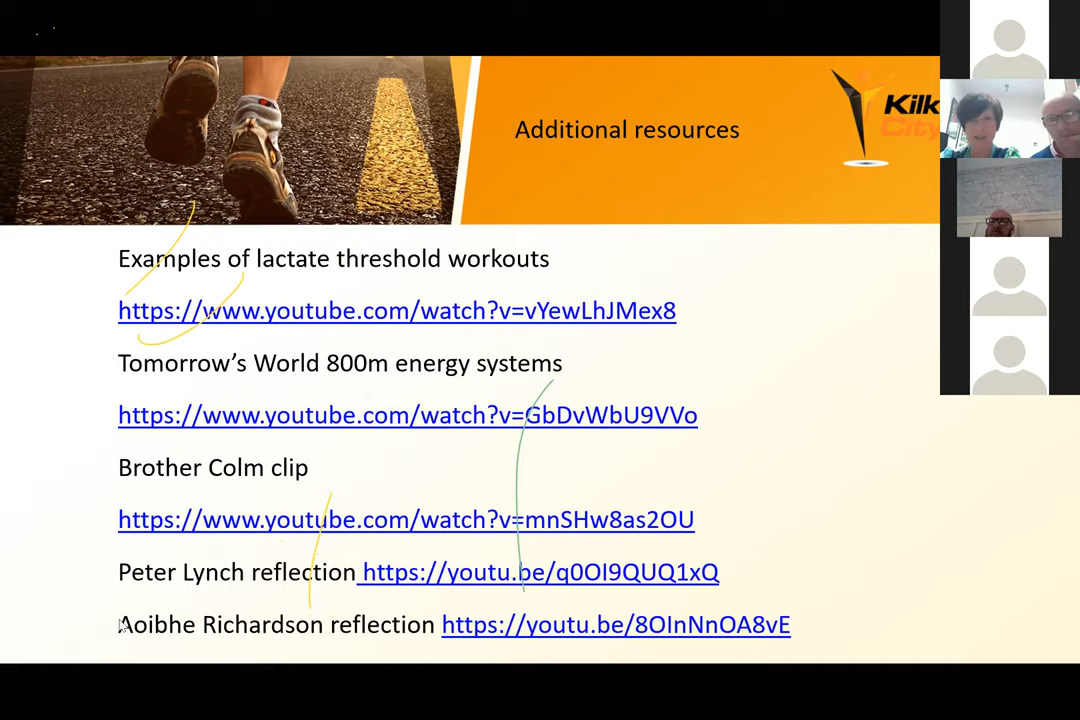 Additional resources
Kilk
City
Examples of lactate threshold workouts
https://www.youtube.com/watch?v=vYewLhJMex8
Tomorrow’s World 800m energy systems
https://www.youtube.com/watch?v=GbDvWbU9VVo
Brother Colm clip
https://www.youtube.com/watch?v=mnSHw8as2OU
Peter Lynch reflection https://youtu.be/q0OI9QUQ1xQ
Aoibhe Richardson reflection https://youtu.be/8OInNnOA8vE